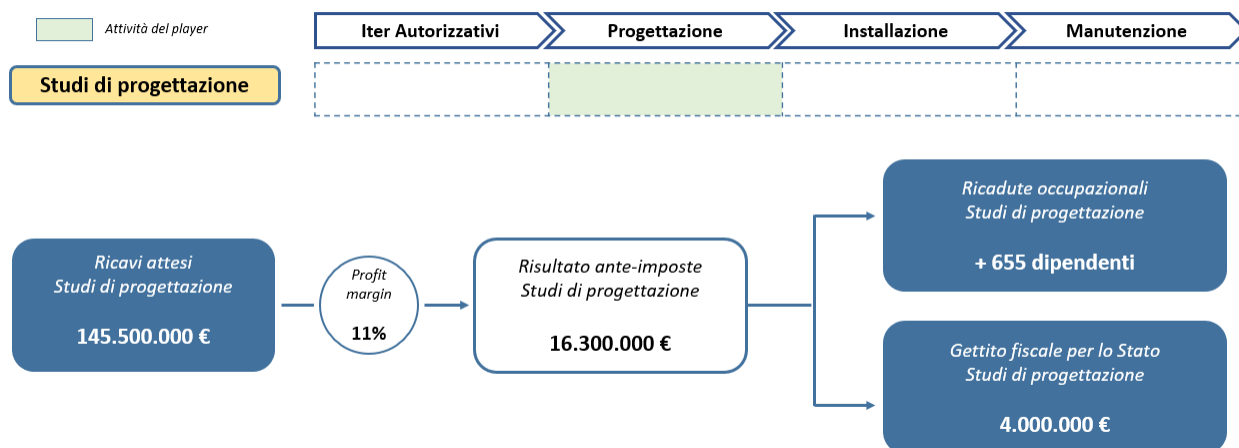 Attività del player
Iter Autorizzativi
Progettazione
Installazione
Manutenzione
Studi di progettazione
Ricavi attesi
Studi di progettazione
145.500.000 €
Profit
margin
11%
Risultato ante-imposte
Studi di progettazione
16.300.000 €
Ricadute occupazionali
Studi di progettazione
+ 655 dipendenti
Gettito fiscale per lo Stato
Studi di progettazione
4.000.000 €